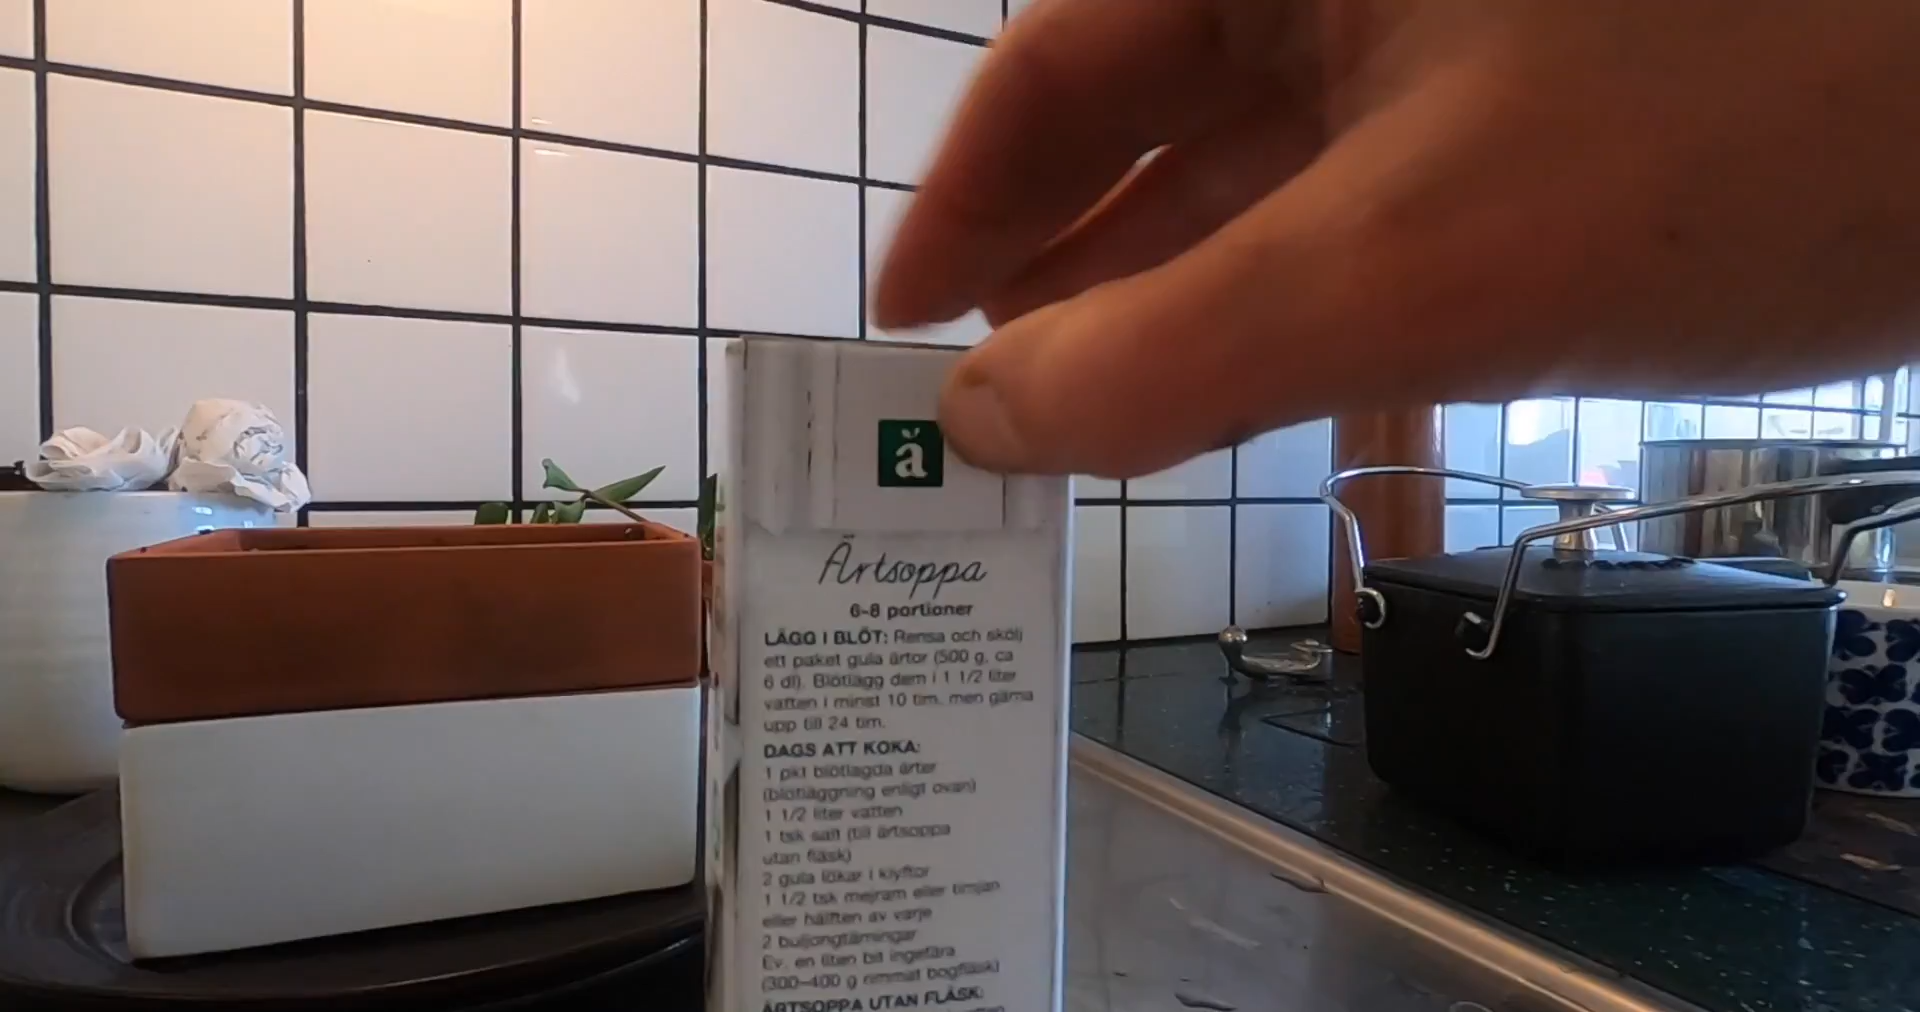 ä
Ärtsoppa
6-8 portioner
LÄGG I BLÖT: Rensa och skölj
ett paket gula ärtor (500 g, ca
6 dl). Blötlägg dem i 1 1/2 liter
vatten i minst 10 tim, men gärna
upp till 24 tim.
DAGS ATT KOKA:
1 pkt blötlagda ärter
(blötläggning enligt ovan)
1 1/2 liter vatten
1 tsk salt (till ärtsoppa
utan fläsk)
2 gula lökar i klyftor
1 1/2 tsk mejram eller timjan
eller hälften av varje
2 buljongtärningar
Ev. en liten bit ingefära
(300–400 g rimmat bogfläsk)
ÄRTSOPPA UTAN FLÄSK: